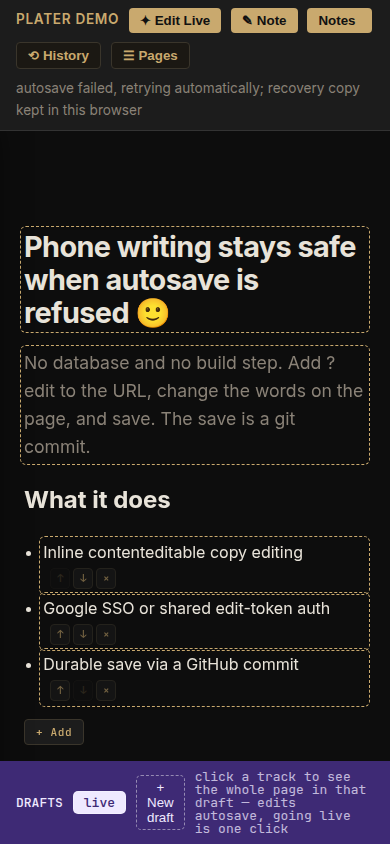 PLATER DEMO ✦ Edit Live ✎ Note Notes
⟲ History ☰ Pages
autosave failed, retrying automatically; recovery copy
kept in this browser
Phone writing stays safe
when autosave is
refused 🙂
No database and no build step. Add ?
edit to the URL, change the words on the
page, and save. The save is a git
commit.
What it does
• Inline contenteditable copy editing
↑ ↓ ×
• Google SSO or shared edit-token auth
↑ ↓ ×
• Durable save via a GitHub commit
↑ ↓ ×
+ Add
DRAFTS live
+
New
draft
click a track to see
the whole page in that
draft — edits
autosave, going live
is one click